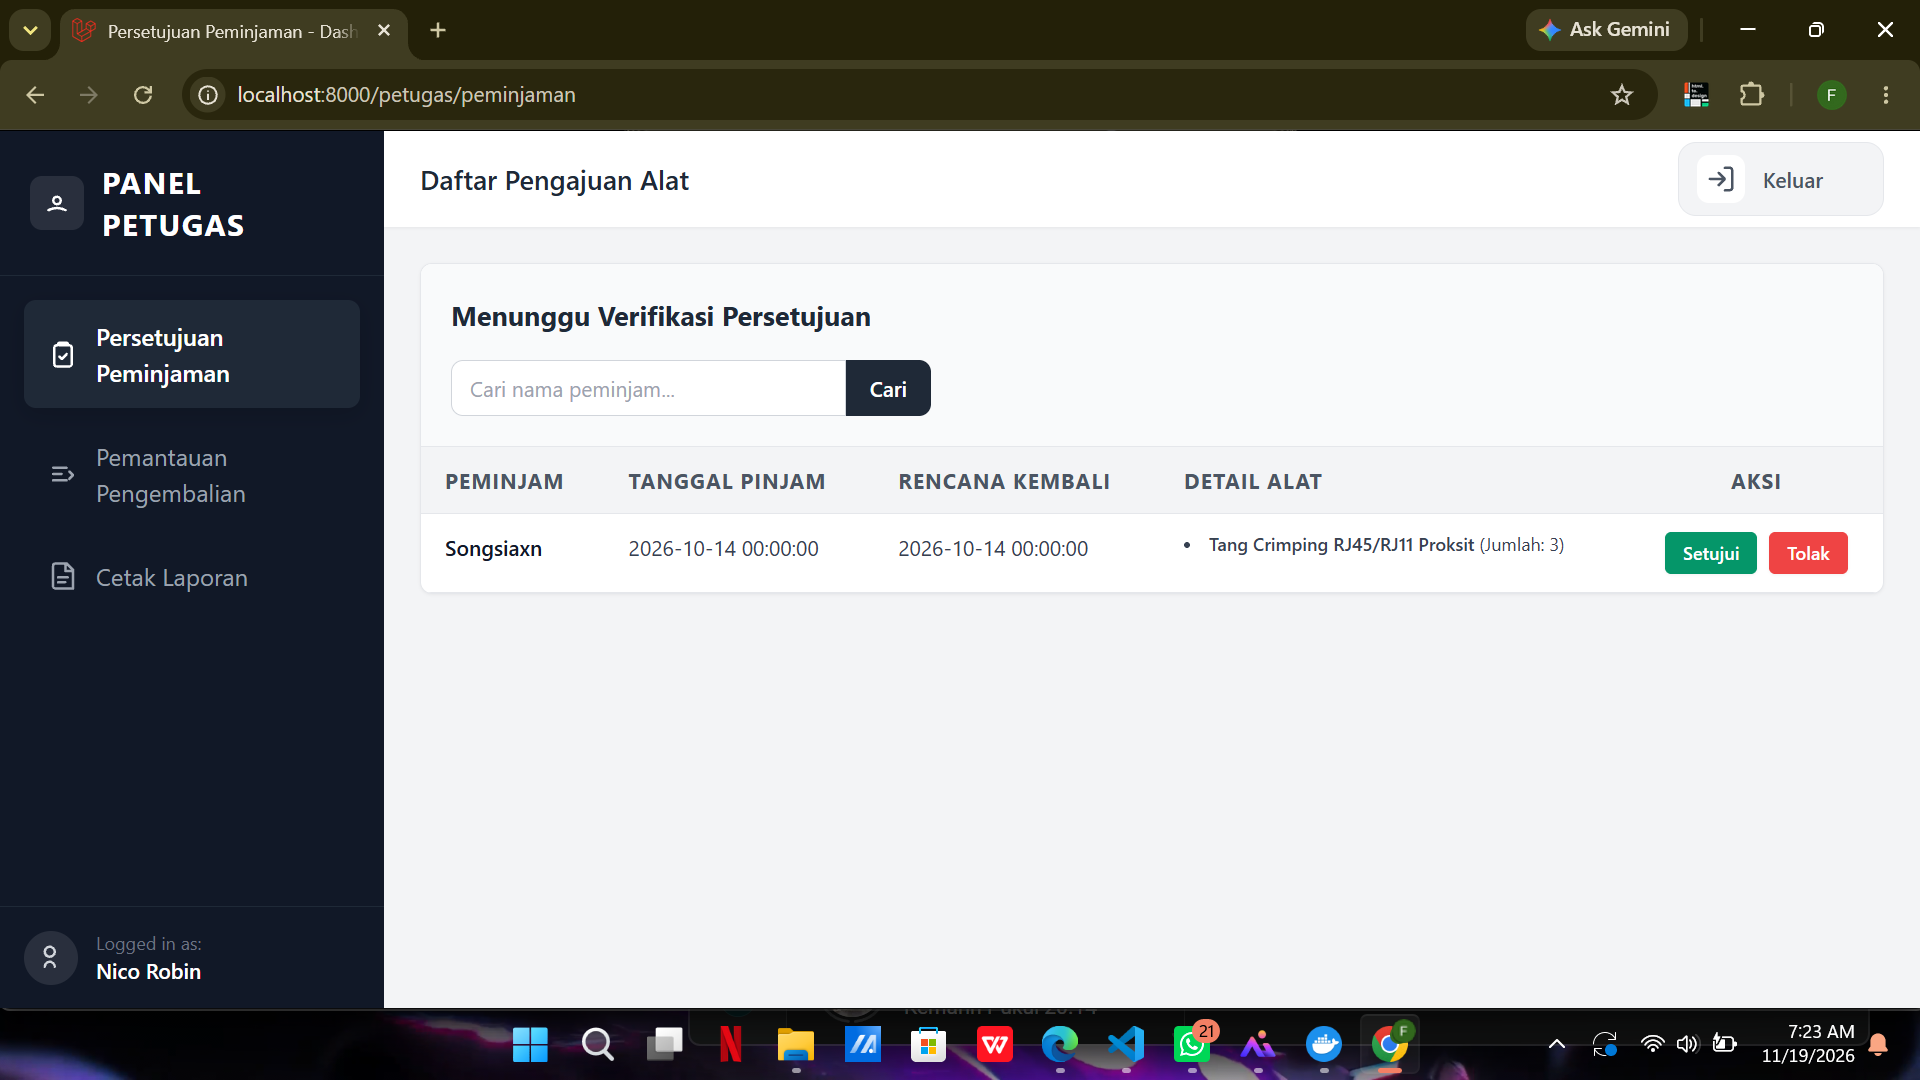 Persetujuan Peminjaman - Dash
Ask Gemini
localhost:8000/petugas/peminjaman
F
PANEL
PETUGAS
Daftar Pengajuan Alat
Keluar
Persetujuan
Peminjaman
Pemantauan
Pengembalian
Cetak Laporan
Menunggu Verifikasi Persetujuan
Cari nama peminjam...
Cari
PEMINJAM TANGGAL PINJAM RENCANA KEMBALI DETAIL ALAT AKSI
Songsiaxn 2026-10-14 00:00:00 2026-10-14 00:00:00 • Tang Crimping RJ45/RJ11 Proksit (Jumlah: 3) Setujui Tolak
Logged in as:
Nico Robin
21
F
7:23 AM
11/19/2026